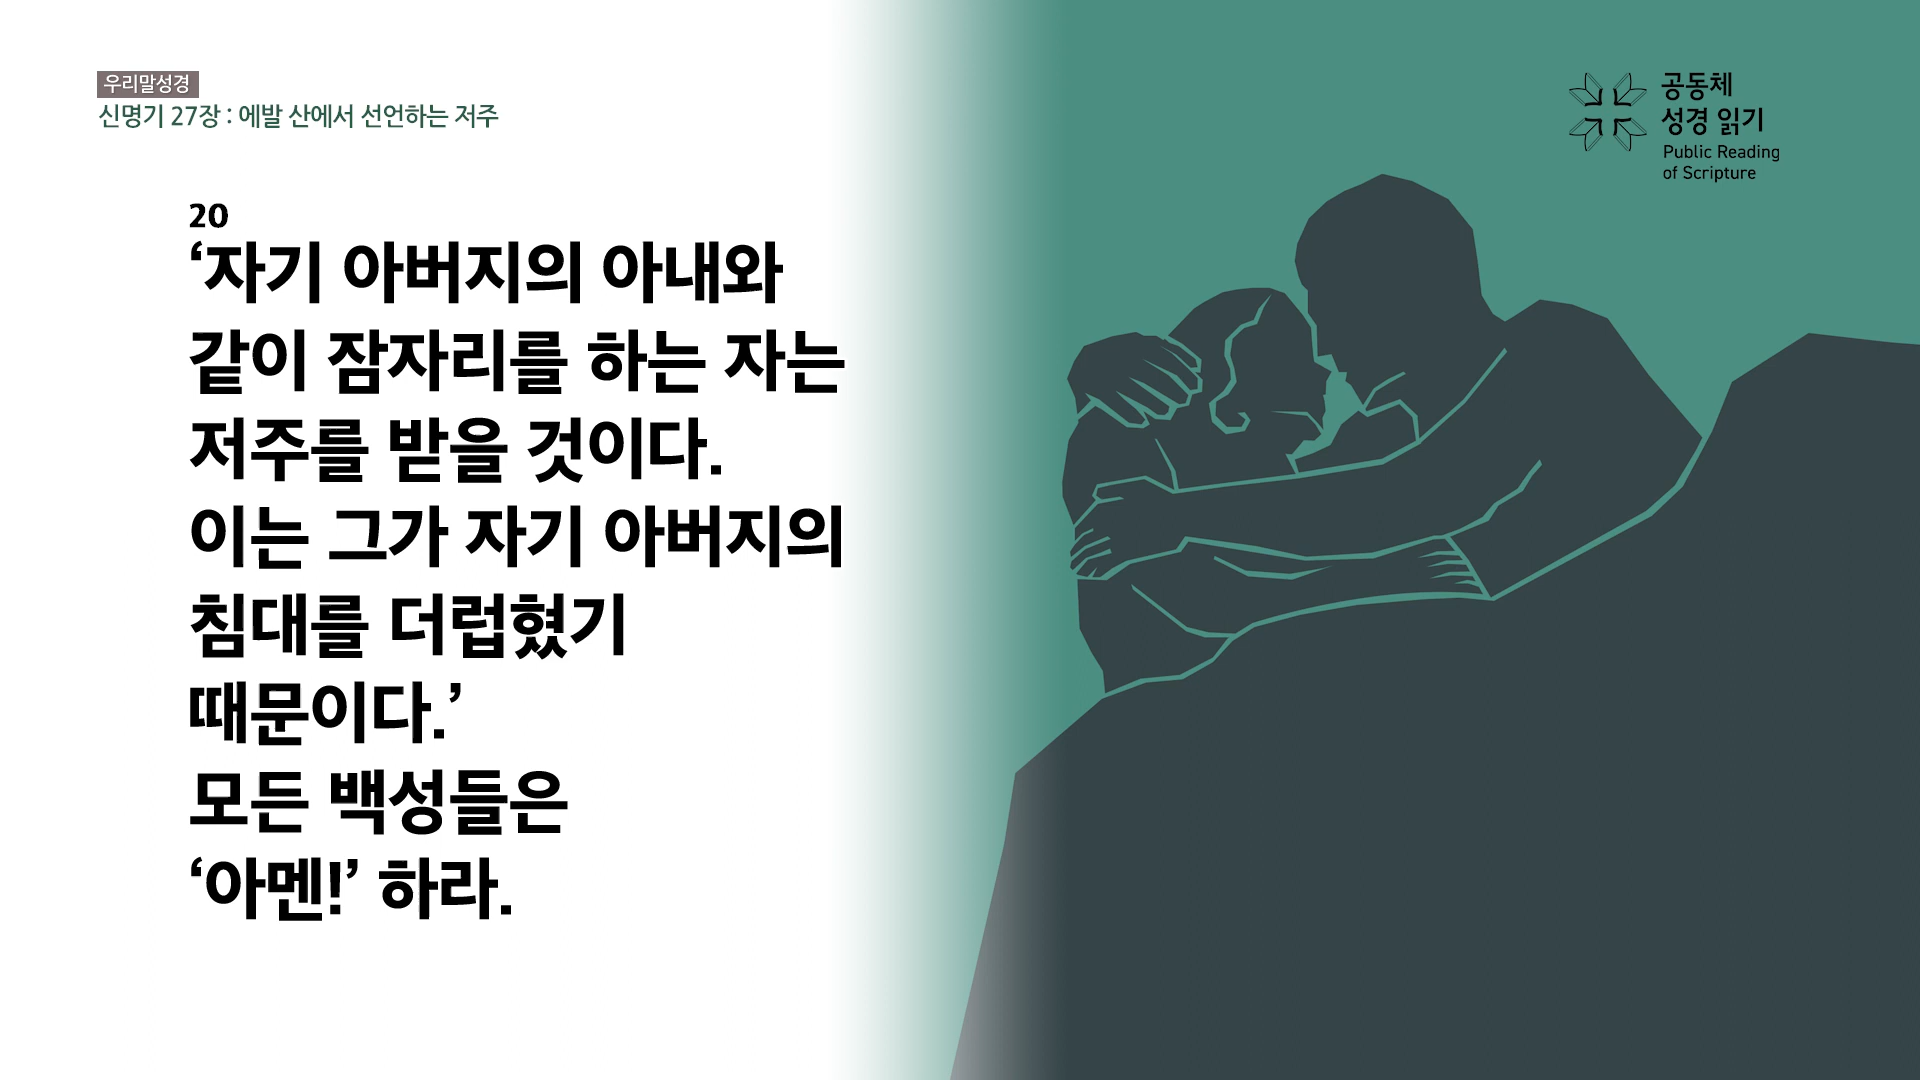 우리말성경
신명기 27장 : 에발 산에서 선언하는 저주
공동체
성경 읽기
Public Reading
of Scripture
20
‘자기 아버지의 아내와
같이 잠자리를 하는 자는
저주를 받을 것이다.
이는 그가 자기 아버지의
침대를 더럽혔기
때문이다.’
모든 백성들은
‘아멘!’ 하라.